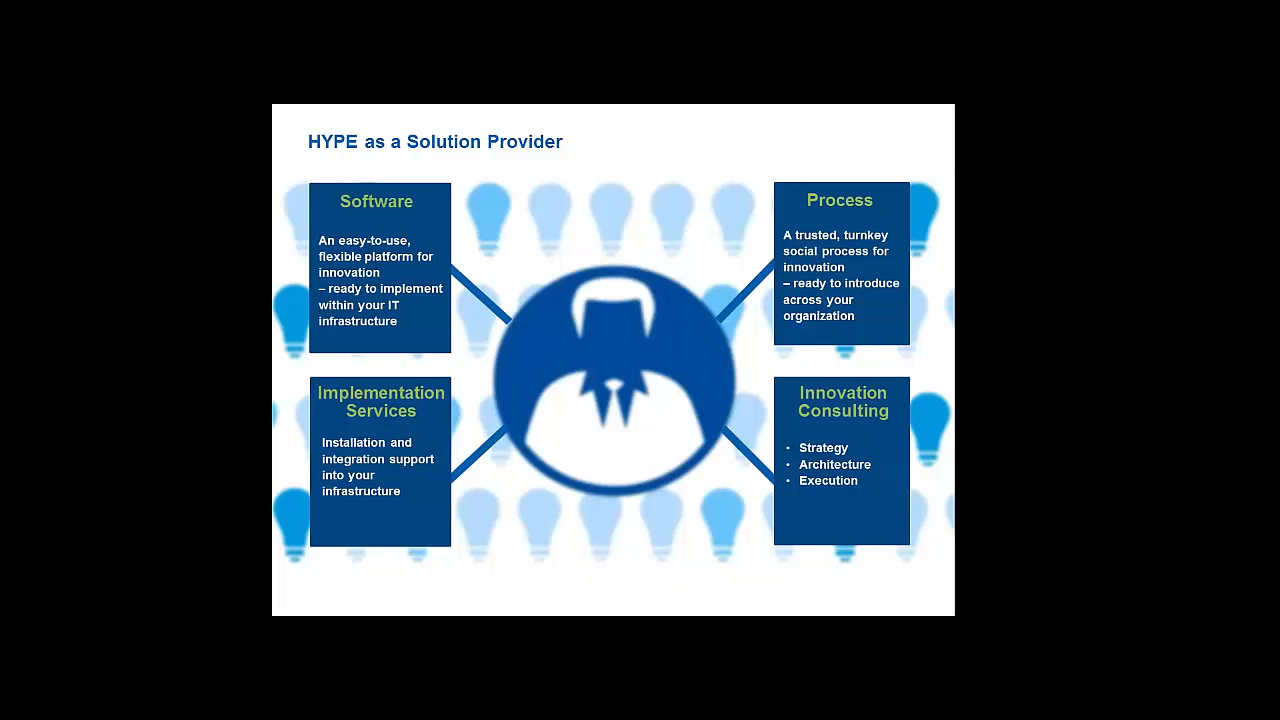 HYPE as a Solution Provider
Software
An easy-to-use,
flexible platform for
innovation
– ready to implement
within your IT
infrastructure
Process
A trusted, turnkey
social process for
innovation
– ready to introduce
across your
organization
Implementation
Services
Installation and
integration support
into your
infrastructure
Innovation
Consulting
• Strategy
• Architecture
• Execution